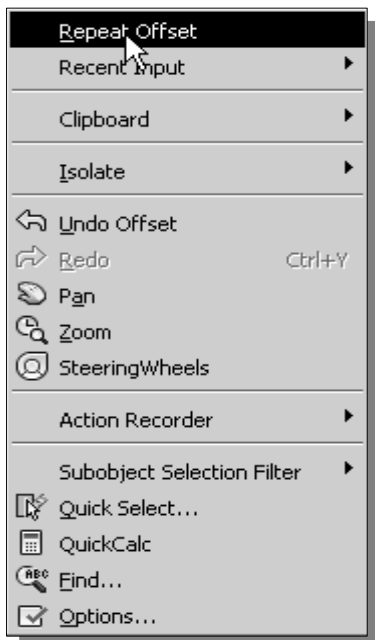 Repeat Offset
Recent Input
Clipboard
Isolate
Undo Offset
Redo Ctrl+Y
Pan
Zoom
SteeringWheels
Action Recorder
Subobject Selection Filter
Quick Select...
QuickCalc
ABC Find...
Options...